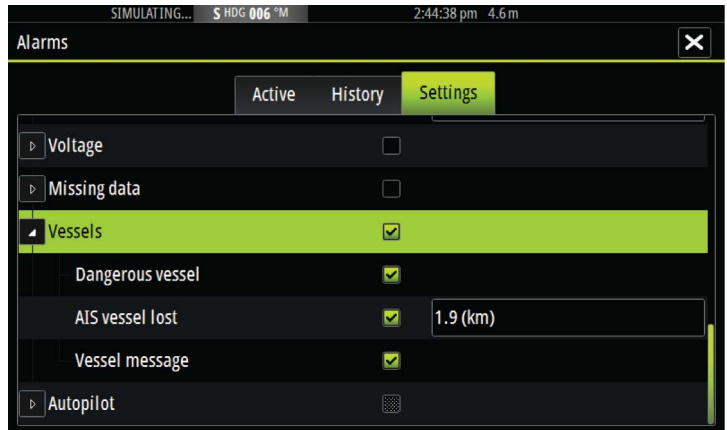 SIMULATING... S HDG 006 °M 2:44:38 pm 4.6 m
Alarms
Active History Settings
Voltage
Missing data
Vessels
Dangerous vessel
AIS vessel lost 1.9 (km)
Vessel message
Autopilot